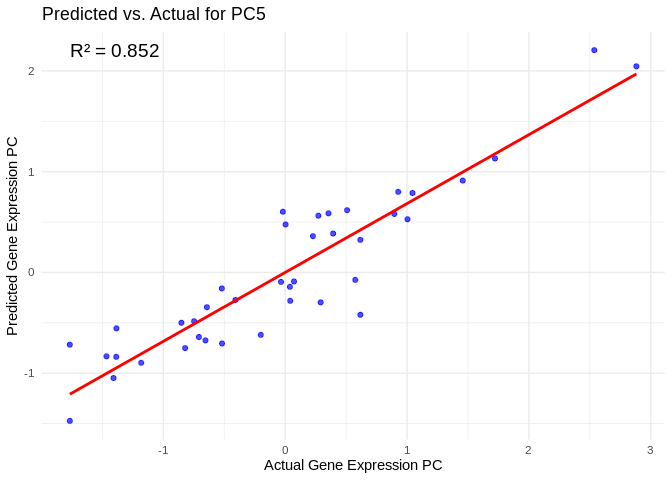 Predicted vs. Actual for PC5
R² = 0.852
2
1
0
-1
Predicted Gene Expression PC
-1 0 1 2 3
Actual Gene Expression PC